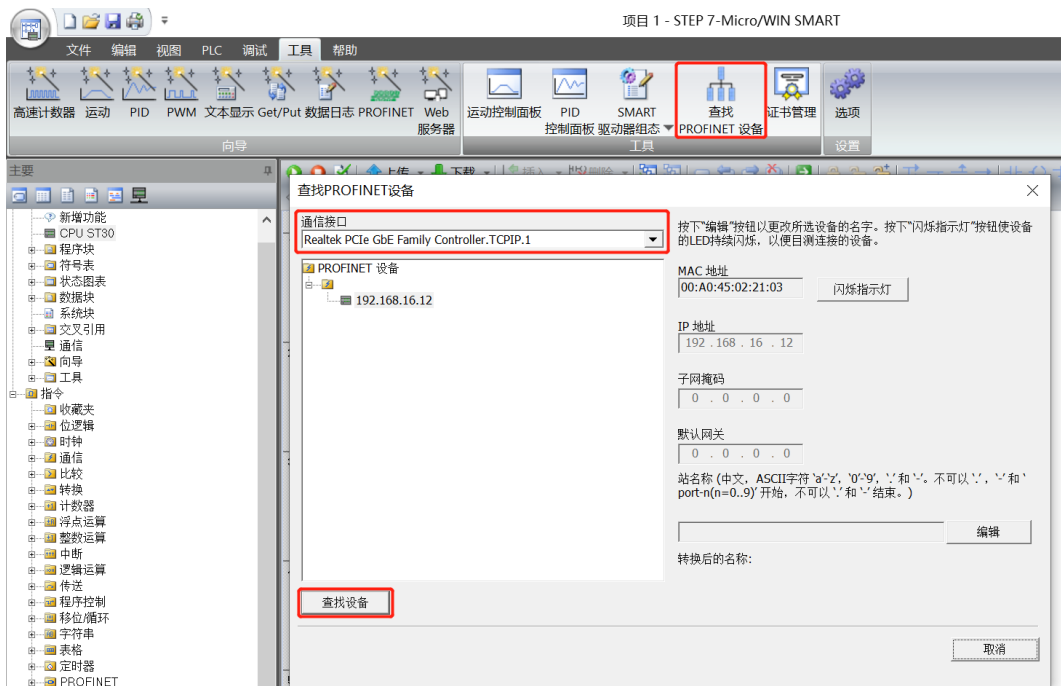 项目 1 - STEP 7-Micro/WIN SMART
文件 编辑 视图 PLC 调试 工具 帮助
高速计数器 运动 PID PWM 文本显示 Get/Put 数据日志 PROFINET Web 服务器
运动控制面板 PID 控制面板 SMART 驱动器组态 查找 PROFINET 设备 证书管理 选项
向导 工具 设置
主要
上传 下载 插入 删除
新增功能
CPU ST30
程序块
符号表
状态图表
数据块
系统块
交叉引用
通信
向导
工具
指令
收藏夹
位逻辑
时钟
通信
比较
转换
计数器
浮点运算
整数运算
中断
逻辑运算
传送
程序控制
移位/循环
字符串
表格
定时器
PROFINET
查找PROFINET设备
通信接口
Realtek PCIe GbE Family Controller.TCPIP.1
PROFINET 设备
192.168.16.12
查找设备
按下"编辑"按钮以更改所选设备的名字。按下"闪烁指示灯"按钮使设备
的LED持续闪烁，以便目测连接的设备。
MAC 地址
00:A0:45:02:21:03 闪烁指示灯
IP 地址
192 . 168 . 16 . 12
子网掩码
0 . 0 . 0 . 0
默认网关
0 . 0 . 0 . 0
站名称 (中文，ASCII字符 'a'-'z'，'0'-'9'，'.' 和 '-'。不可以 '.'，'-' 和 '
port-n(n=0..9)' 开始，不可以 '.' 和 '-' 结束。)
编辑
转换后的名称:
取消